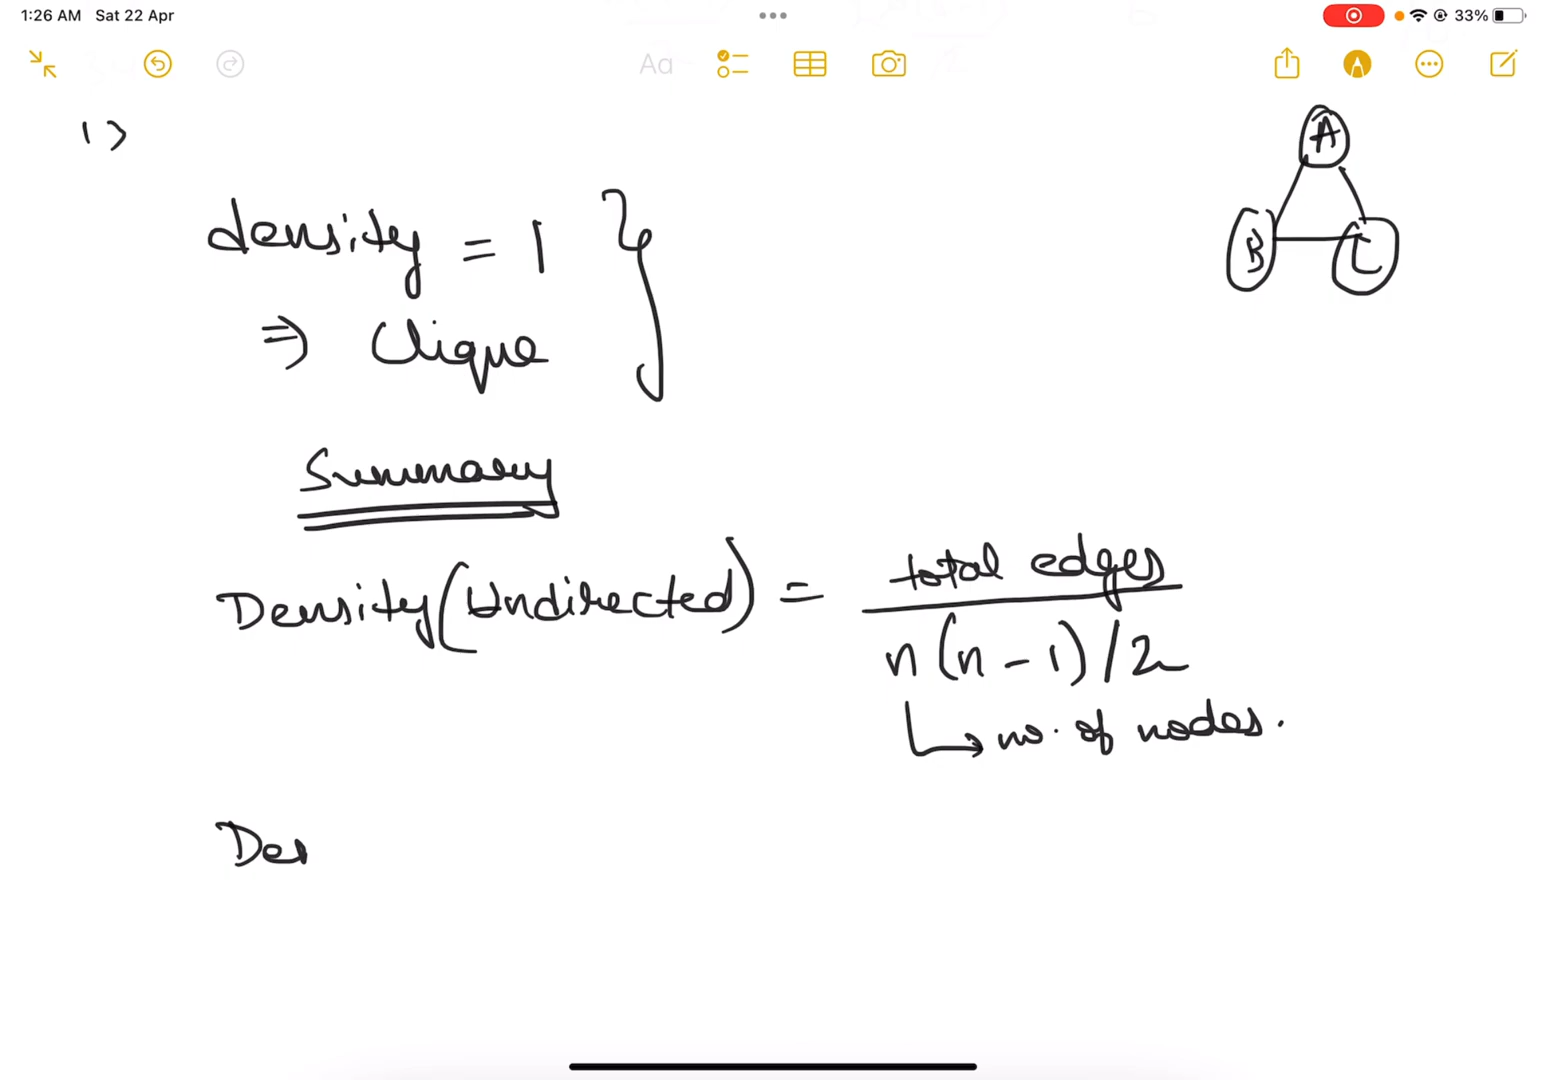 1:26 AM Sat 22 Apr
33%
Aa
1)
A
B C
density = 1
⇒ Clique
Summary
Density(Undirected) = total edges
n(n-1)/2
↳ no. of nodes.
Den